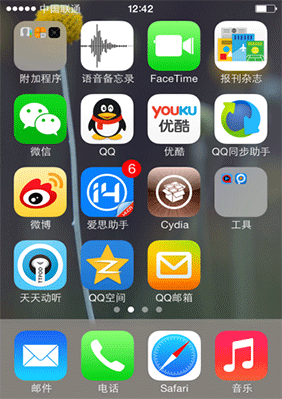 中国联通 12:42
附加程序 语音备忘录 FaceTime 报刊杂志
YOUKU
优酷
微信 QQ 优酷 QQ同步助手
6
i4
微博 爱思助手 Cydia 工具
TTPOD
天天动听 QQ空间 QQ邮箱
邮件 电话 Safari 音乐